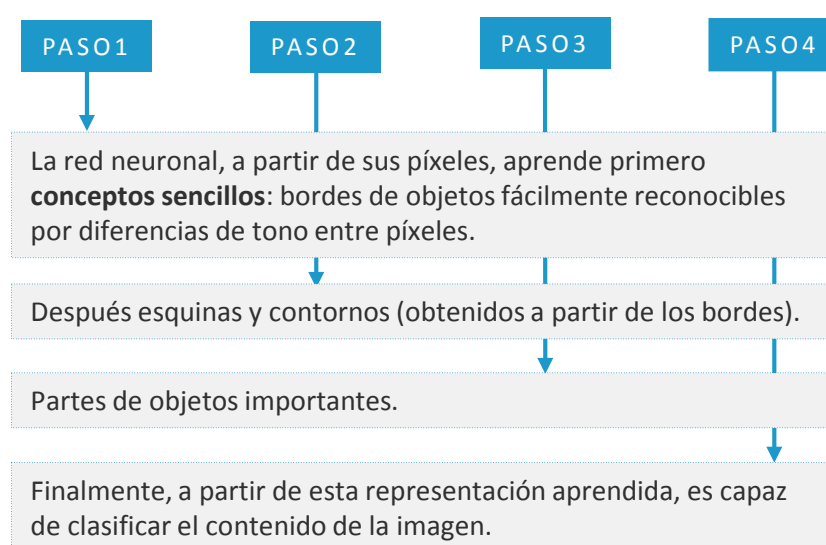 PASO1
PASO2
PASO3
PASO4
La red neuronal, a partir de sus píxeles, aprende primero
conceptos sencillos: bordes de objetos fácilmente reconocibles
por diferencias de tono entre píxeles.
Después esquinas y contornos (obtenidos a partir de los bordes).
Partes de objetos importantes.
Finalmente, a partir de esta representación aprendida, es capaz
de clasificar el contenido de la imagen.